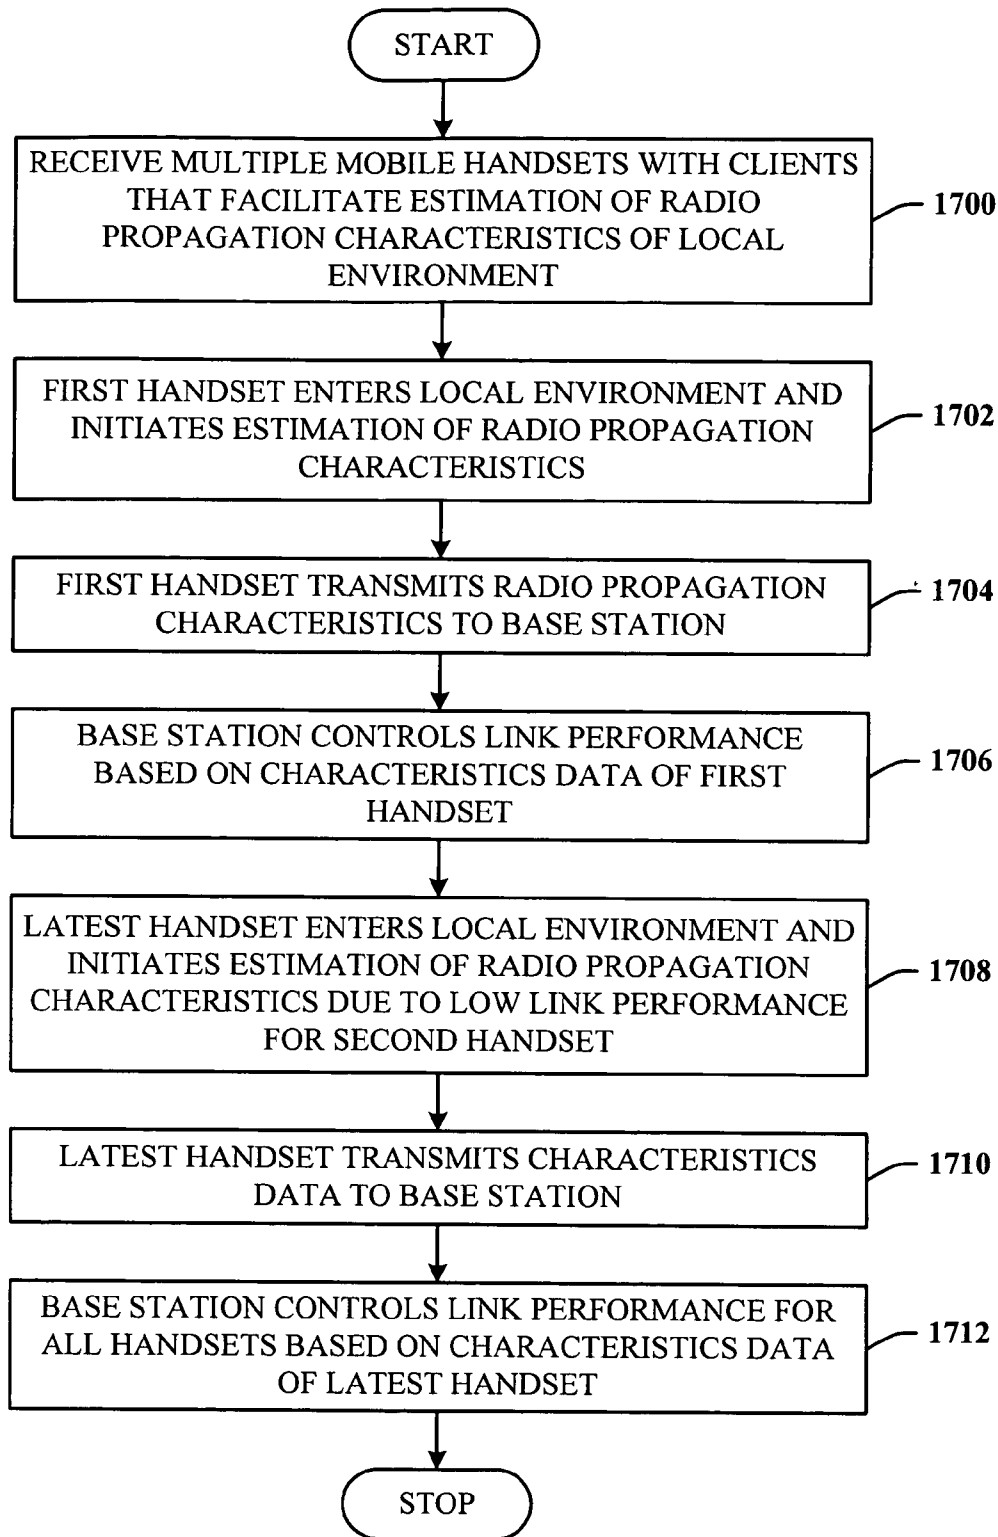 START
RECEIVE MULTIPLE MOBILE HANDSETS WITH CLIENTS
THAT FACILITATE ESTIMATION OF RADIO
PROPAGATION CHARACTERISTICS OF LOCAL
ENVIRONMENT
1700
FIRST HANDSET ENTERS LOCAL ENVIRONMENT AND
INITIATES ESTIMATION OF RADIO PROPAGATION
CHARACTERISTICS
1702
FIRST HANDSET TRANSMITS RADIO PROPAGATION
CHARACTERISTICS TO BASE STATION
1704
BASE STATION CONTROLS LINK PERFORMANCE
BASED ON CHARACTERISTICS DATA OF FIRST
HANDSET
1706
LATEST HANDSET ENTERS LOCAL ENVIRONMENT AND
INITIATES ESTIMATION OF RADIO PROPAGATION
CHARACTERISTICS DUE TO LOW LINK PERFORMANCE
FOR SECOND HANDSET
1708
LATEST HANDSET TRANSMITS CHARACTERISTICS
DATA TO BASE STATION
1710
BASE STATION CONTROLS LINK PERFORMANCE FOR
ALL HANDSETS BASED ON CHARACTERISTICS DATA
OF LATEST HANDSET
1712
STOP